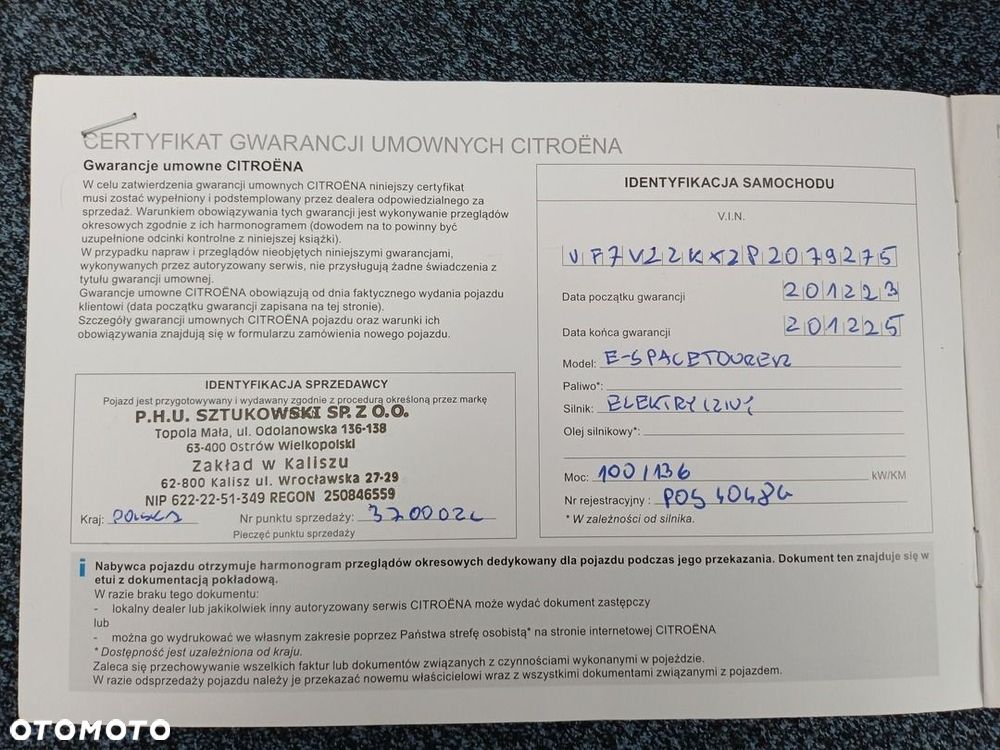 CERTYFIKAT GWARANCJI UMOWNYCH CITROËNA
Gwarancje umowne CITROËNA
W celu zatwierdzenia gwarancji umownych CITROËNA niniejszy certyfikat
musi zostać wypełniony i podstemplowany przez dealera odpowiedzialnego za
sprzedaż. Warunkiem obowiązywania tych gwarancji jest wykonywanie przeglądów
okresowych zgodnie z ich harmonogramem (dowodem na to powinny być
uzupełnione odcinki kontrolne z niniejszej książki).
W przypadku napraw i przeglądów nieobjętych niniejszymi gwarancjami,
wykonywanych przez autoryzowany serwis, nie przysługują żadne świadczenia z
tytułu gwarancji umownej.
Gwarancje umowne CITROËNA obowiązują od dnia faktycznego wydania pojazdu
klientowi (data początku gwarancji zapisana na tej stronie).
Szczegóły gwarancji umownych CITROËNA pojazdu oraz warunki ich
obowiązywania znajdują się w formularzu zamówienia nowego pojazdu.
IDENTYFIKACJA SPRZEDAWCY
Pojazd jest przygotowywany i wydawany zgodnie z procedurą określoną przez markę
P.H.U. SZTUKOWSKI SP. Z O.O.
Topola Mała, ul. Odolanowska 136-138
63-400 Ostrów Wielkopolski
Zakład w Kaliszu
62-800 Kalisz ul. Wrocławska 27-29
NIP 622-22-51-349 REGON 250846559
Kraj: POLSKA Nr punktu sprzedaży: 370002L
Pieczęć punktu sprzedaży
IDENTYFIKACJA SAMOCHODU
V.I.N.
VF7VZZKXZP2079275
Data początku gwarancji 201223
Data końca gwarancji 201225
Model: E-SPACETOURER
Paliwo*:
Silnik: ELEKTRYCZNY
Olej silnikowy*:
Moc: 100/136 kW/KM
Nr rejestracyjny : POS 4048G
* W zależności od silnika.
i Nabywca pojazdu otrzymuje harmonogram przeglądów okresowych dedykowany dla pojazdu podczas jego przekazania. Dokument ten znajduje się w
etui z dokumentacją pokładową.
W razie braku tego dokumentu:
- lokalny dealer lub jakikolwiek inny autoryzowany serwis CITROËNA może wydać dokument zastępczy
lub
- można go wydrukować we własnym zakresie poprzez Państwa strefę osobistą* na stronie internetowej CITROËNA
* Dostępność jest uzależniona od kraju.
Zaleca się przechowywanie wszelkich faktur lub dokumentów związanych z czynnościami wykonanymi w pojeździe.
W razie odsprzedaży pojazdu należy je przekazać nowemu właścicielowi wraz z wszystkimi dokumentami związanymi z pojazdem.
OTOMOTO